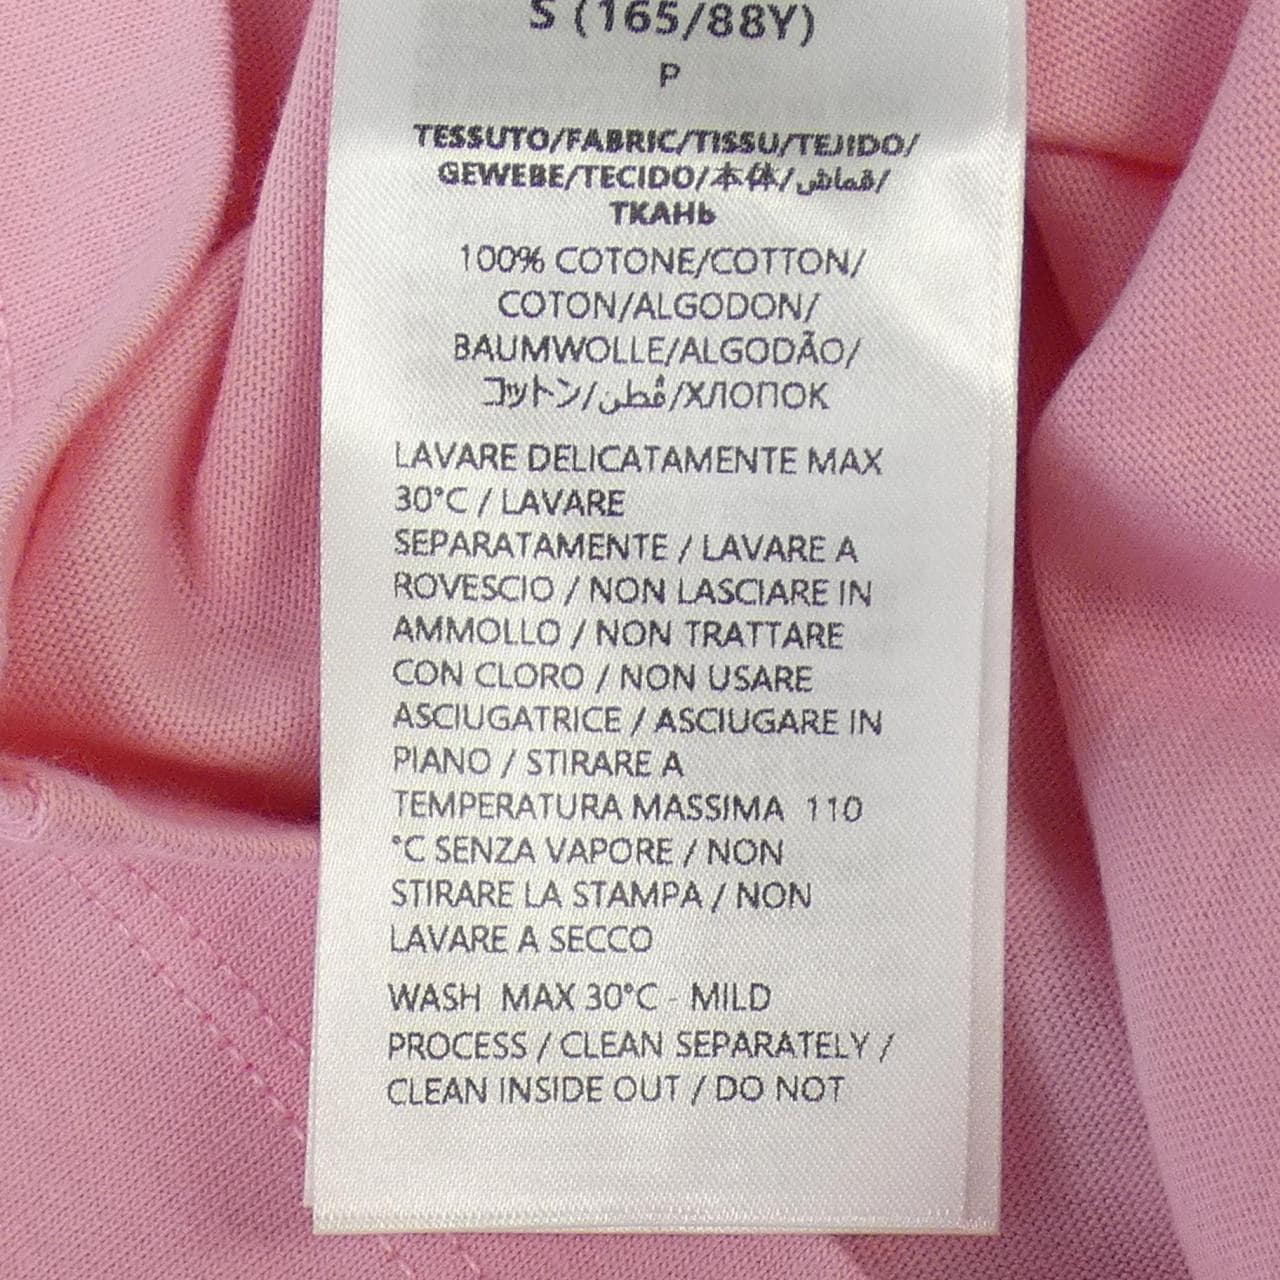 S (165/88Y)
P
TESSUTO/FABRIC/TISSU/TEJIDO/
GEWEBE/TECIDO/本体/قماش/
ТКАНЬ
100% COTONE/COTTON/
COTON/ALGODON/
BAUMWOLLE/ALGODÃO/
コットン/قُطن/ХЛОПОК
LAVARE DELICATAMENTE MAX
30°C / LAVARE
SEPARATAMENTE / LAVARE A
ROVESCIO / NON LASCIARE IN
AMMOLLO / NON TRATTARE
CON CLORO / NON USARE
ASCIUGATRICE / ASCIUGARE IN
PIANO / STIRARE A
TEMPERATURA MASSIMA 110
°C SENZA VAPORE / NON
STIRARE LA STAMPA / NON
LAVARE A SECCO
WASH MAX 30°C - MILD
PROCESS / CLEAN SEPARATELY /
CLEAN INSIDE OUT / DO NOT